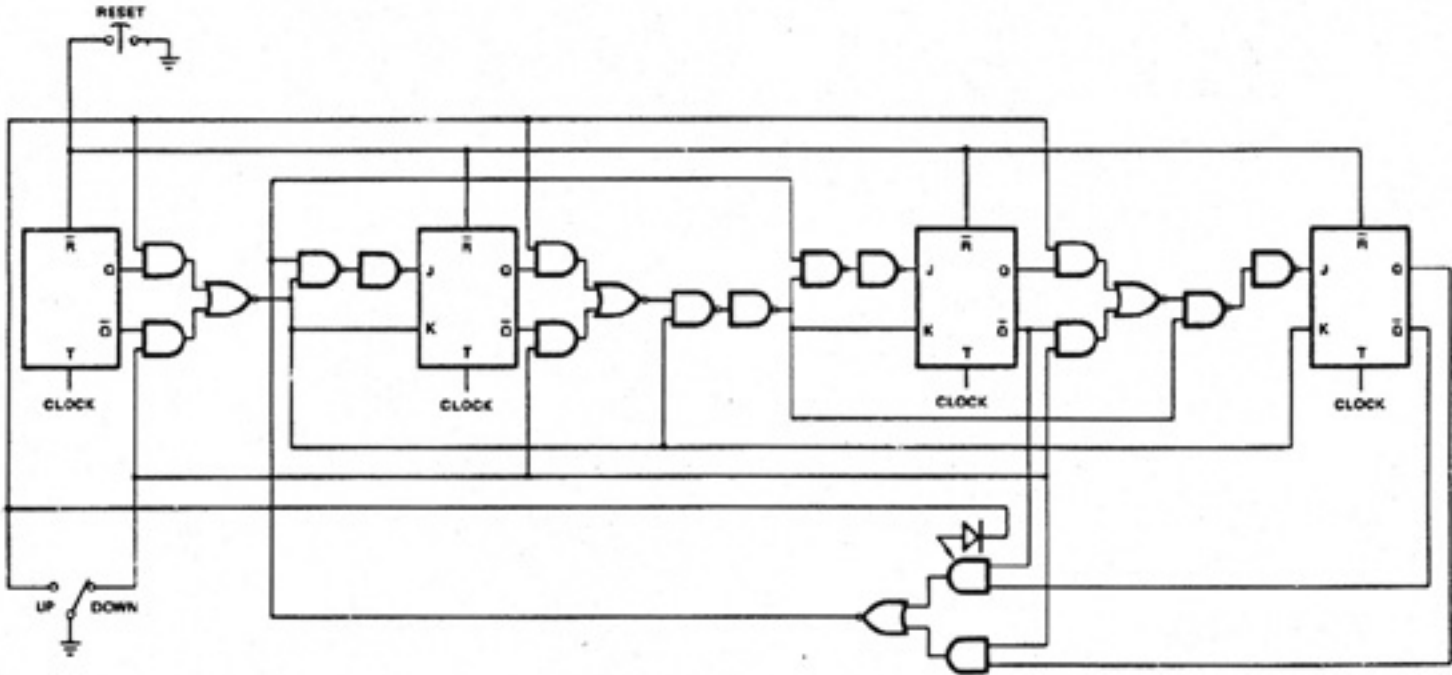 RESET
R̅ R̅ R̅ R̅
Q J Q J Q J Q
Q̅ K Q̅ K Q̅ K Q̅
T T T T
CLOCK CLOCK CLOCK CLOCK
UP DOWN